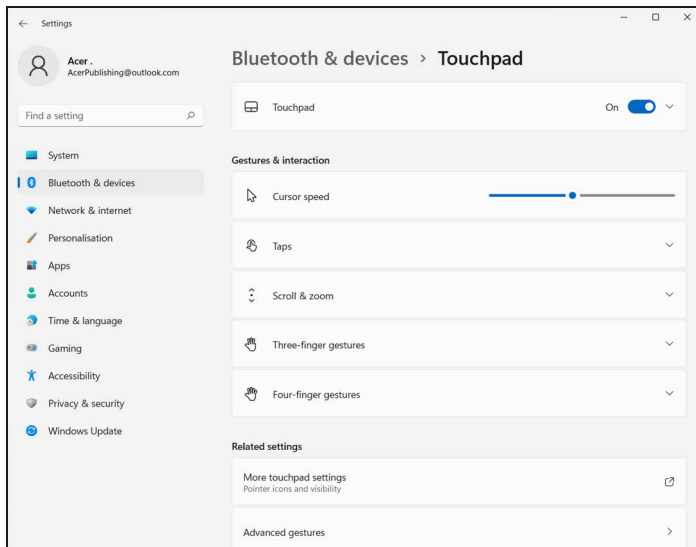 Settings
Acer .
AcerPublishing@outlook.com
Find a setting
System
Bluetooth & devices
Network & internet
Personalisation
Apps
Accounts
Time & language
Gaming
Accessibility
Privacy & security
Windows Update
Bluetooth & devices > Touchpad
Touchpad
On
Gestures & interaction
Cursor speed
Taps
Scroll & zoom
Three-finger gestures
Four-finger gestures
Related settings
More touchpad settings
Pointer icons and visibility
Advanced gestures